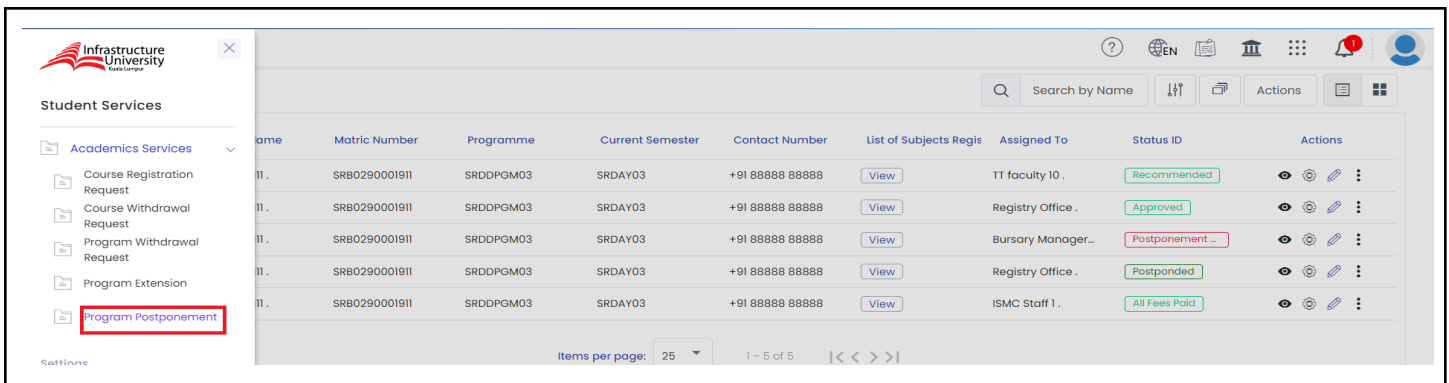 Infrastructure
University
Kuala Lumpur
EN
1
Student Services
Search by Name
Actions
Academics Services
ame Matric Number Programme Current Semester Contact Number List of Subjects Regis Assigned To Status ID Actions
Course Registration
Request
11 . SRB0290001911 SRDDPGM03 SRDAY03 +91 88888 88888 View TT faculty 10 . Recommended
Course Withdrawal
Request
11 . SRB0290001911 SRDDPGM03 SRDAY03 +91 88888 88888 View Registry Office . Approved
Program Withdrawal
Request
11 . SRB0290001911 SRDDPGM03 SRDAY03 +91 88888 88888 View Bursary Manager... Postponement ...
Program Extension
11 . SRB0290001911 SRDDPGM03 SRDAY03 +91 88888 88888 View Registry Office . Postponded
Program Postponement
11 . SRB0290001911 SRDDPGM03 SRDAY03 +91 88888 88888 View ISMC Staff 1 . All Fees Paid
Settings
Items per page: 25 1 – 5 of 5